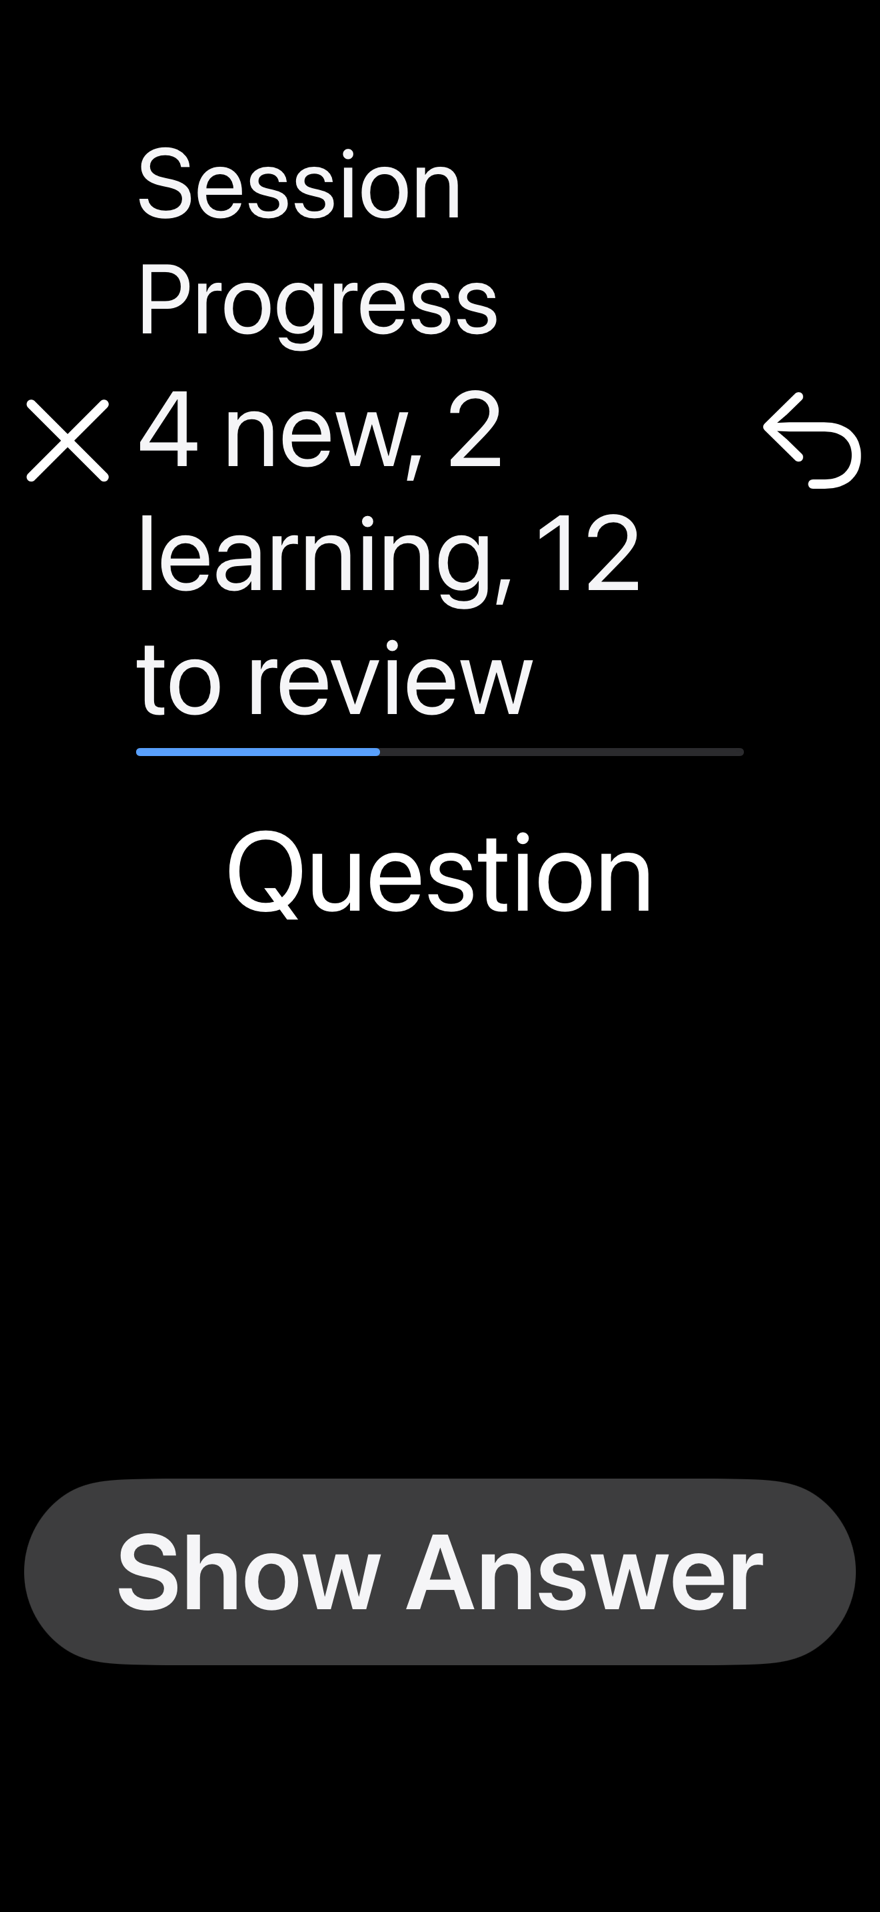 Session
Progress
4 new, 2
learning, 12
to review
Question
Show Answer